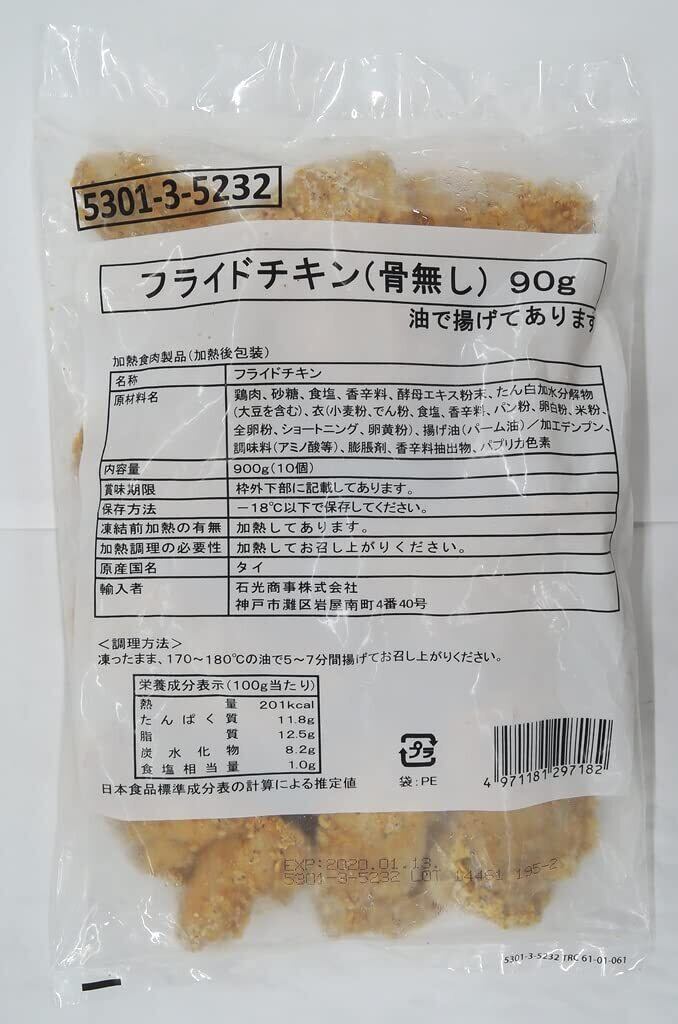 5301-3-5232
フライドチキン(骨無し) 90g
油で揚げてあります
加熱食肉製品(加熱後包装)
名称 フライドチキン
原材料名 鶏肉、砂糖、食塩、香辛料、酵母エキス粉末、たん白加水分解物
(大豆を含む)、衣(小麦粉、でん粉、食塩、香辛料、パン粉、卵白粉、米粉、
全卵粉、ショートニング、卵黄粉)、揚げ油(パーム油)/加工デンプン、
調味料(アミノ酸等)、膨脹剤、香辛料抽出物、パプリカ色素
内容量 900g(10個)
賞味期限 枠外下部に記載してあります。
保存方法 -18℃以下で保存してください。
凍結前加熱の有無 加熱してあります。
加熱調理の必要性 加熱してお召し上がりください。
原産国名 タイ
輸入者 石光商事株式会社
神戸市灘区岩屋南町4番40号
<調理方法>
凍ったまま、170~180℃の油で5~7分間揚げてお召し上がりください。
栄養成分表示(100g当たり)
熱量 201kcal
たんぱく質 11.8g
脂質 12.5g
炭水化物 8.2g
食塩相当量 1.0g
日本食品標準成分表の計算による推定値
プラ
袋:PE
4 971181 297182
EXP:2020.01.13.
5301-3-5232 LOT 14461 195-2
5301-3-5232 TRC 61-01-061